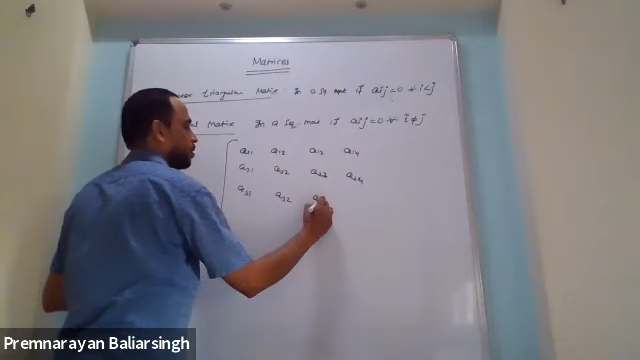 Matrices
Triangular Matrix : In a sq. mat if aij=0 ∀ i<j
Matrix In a sq. mat if aij=0 ∀ i≠j
a11 a12 a13 a14
a21 a22 a23 a24
a31 a32 a
Premnarayan Baliarsingh